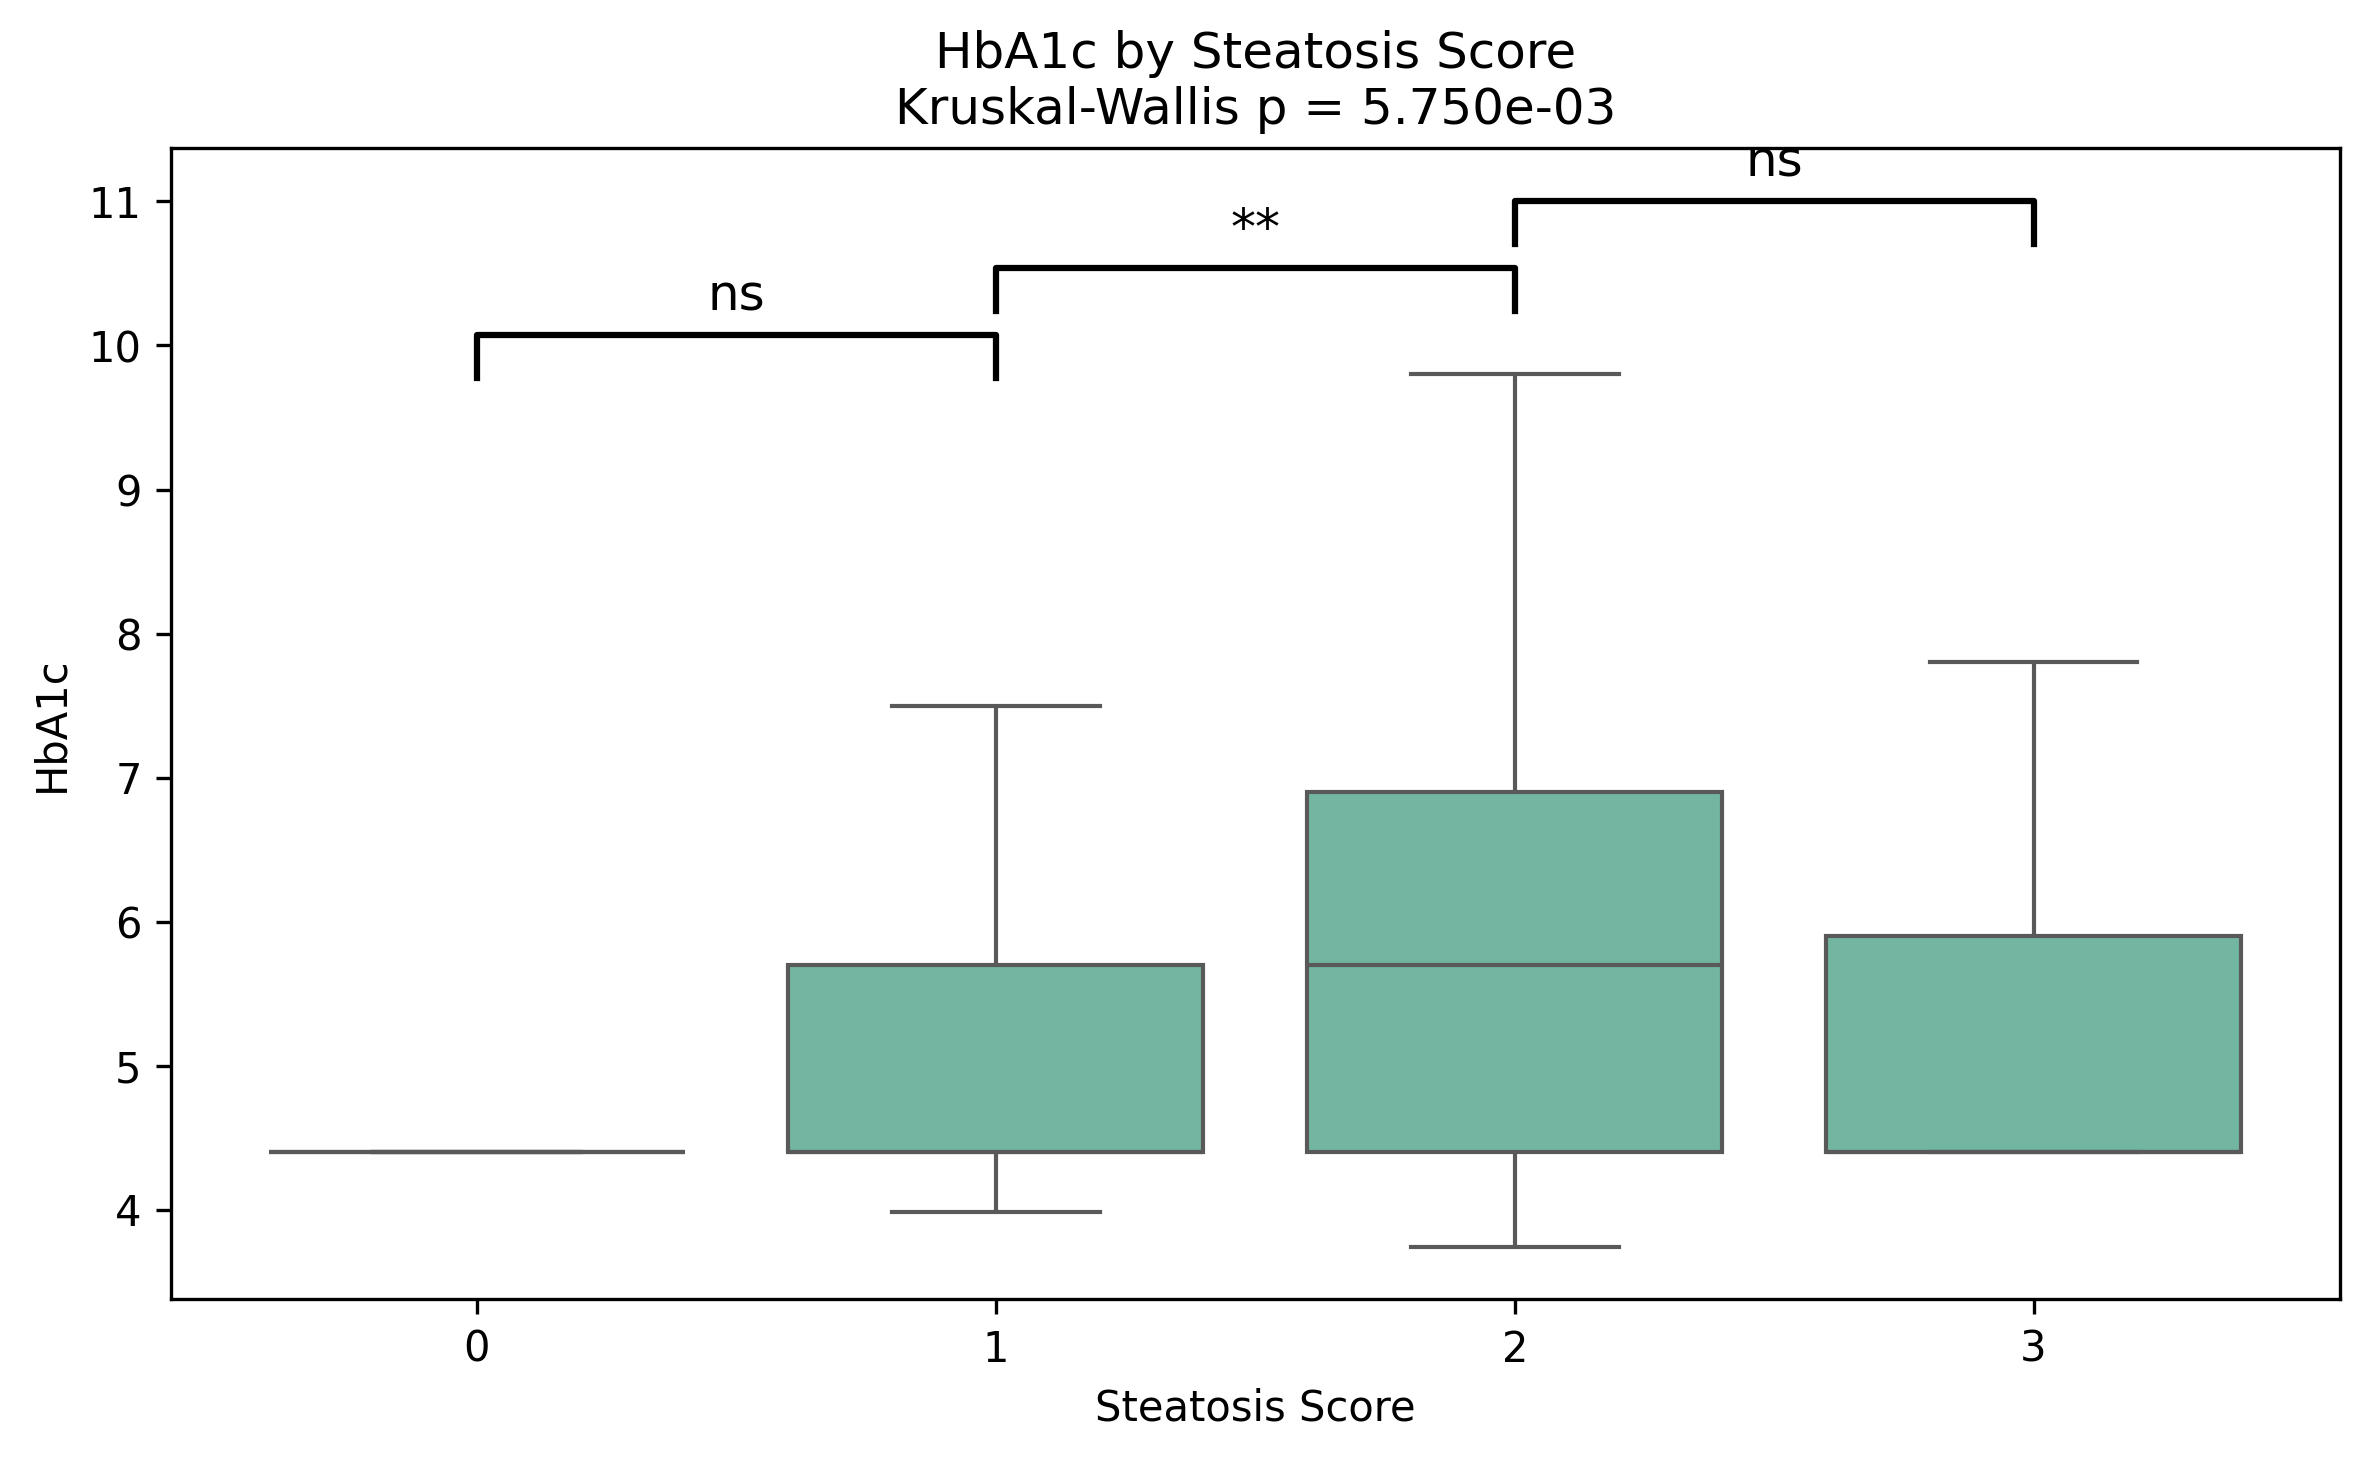 HbA1c by Steatosis Score
Kruskal-Wallis p = 5.750e-03
ns
**
ns
11
10
9
8
7
6
5
4
HbA1c
0 1 2 3
Steatosis Score